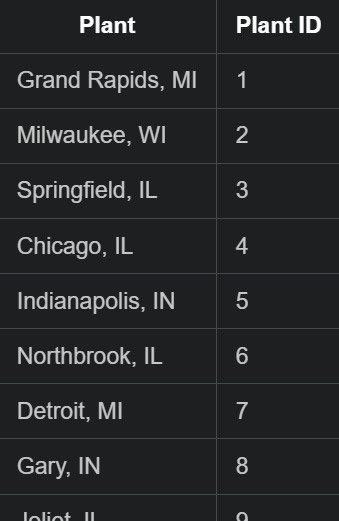 Plant Plant ID
Grand Rapids, MI 1
Milwaukee, WI 2
Springfield, IL 3
Chicago, IL 4
Indianapolis, IN 5
Northbrook, IL 6
Detroit, MI 7
Gary, IN 8
Joliet, IL 9